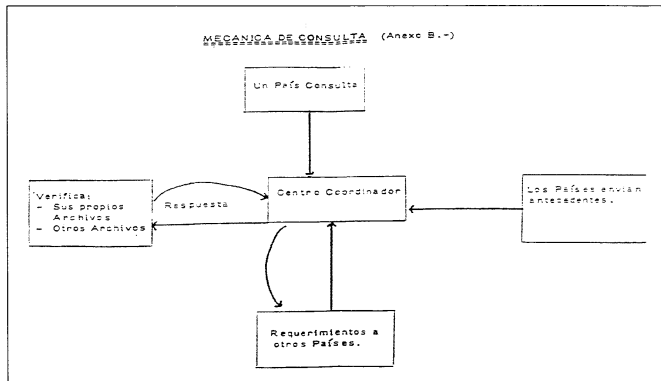 MECANICA DE CONSULTA (Anexo B.-)
Un País Consulta
Verifica:
- Sus propios
Archivos
- Otros Archivos
Respuesta
Centro Coordinador
Los Países envían
antecedentes.
Requerimientos a
otros Países.